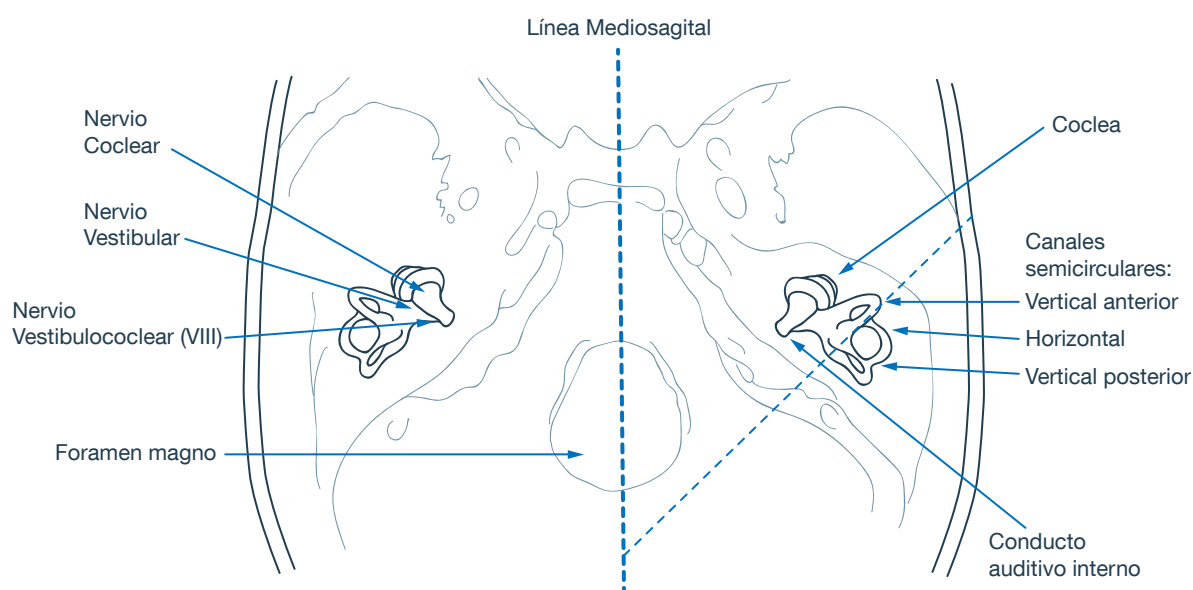 Línea Mediosagital
Nervio
Coclear
Nervio
Vestibular
Nervio
Vestibulococlear (VIII)
Foramen magno
Coclea
Canales
semicirculares:
Vertical anterior
Horizontal
Vertical posterior
Conducto
auditivo interno